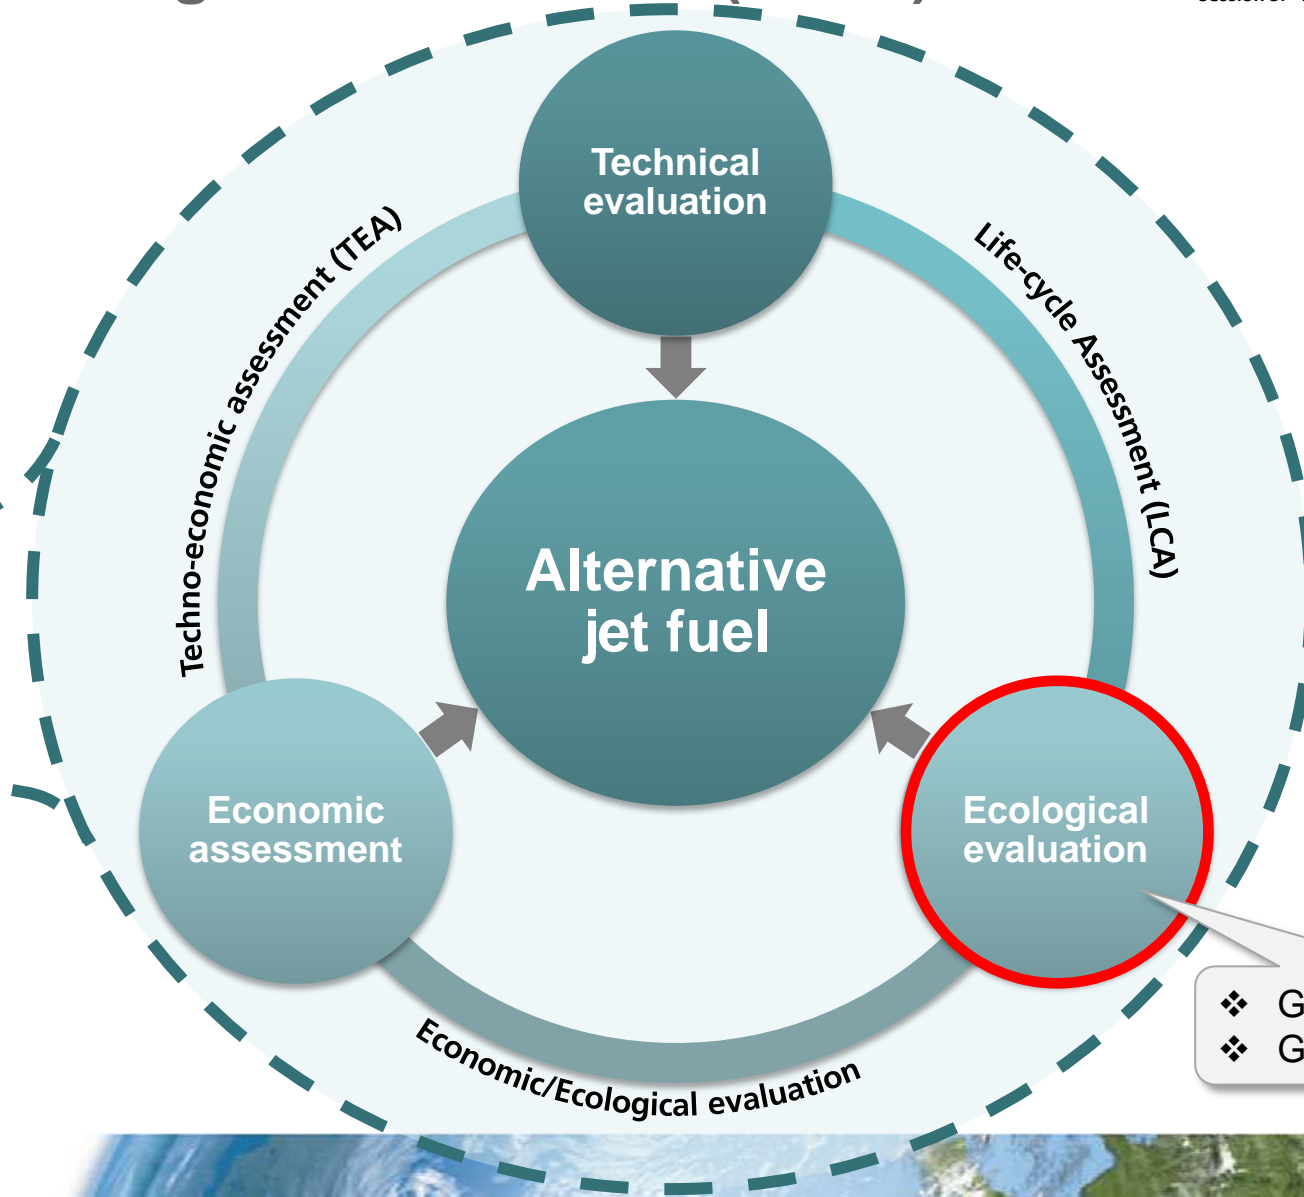 Technical
evaluation
Techno-economic assessment (TEA)
Life-cycle Assessment (LCA)
Alternative
jet fuel
Economic
assessment
Ecological
evaluation
❖ G
❖ G
Economic/Ecological evaluation